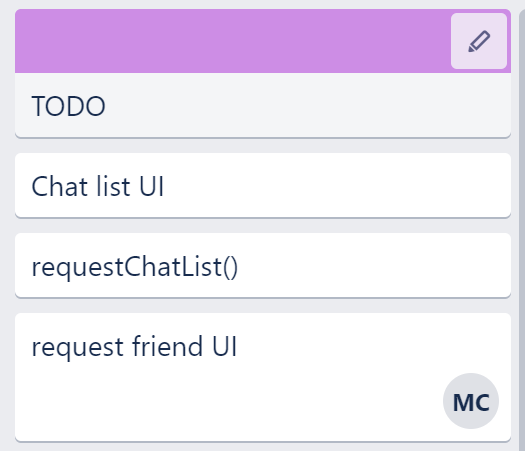 TODO
Chat list UI
requestChatList()
request friend UI
MC